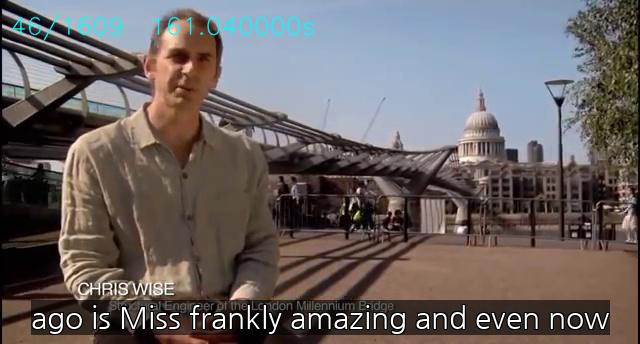 46/1609 161.040000s
CHRIS WISE
Structural Engineer of the London Millennium Bridge
ago is Miss frankly amazing and even now